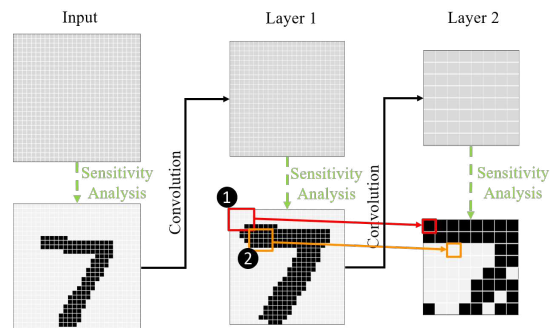 Input
Layer 1
Layer 2
Sensitivity
Analysis
Convolution
Sensitivity
Analysis
Convolution
Sensitivity
Analysis
1
2